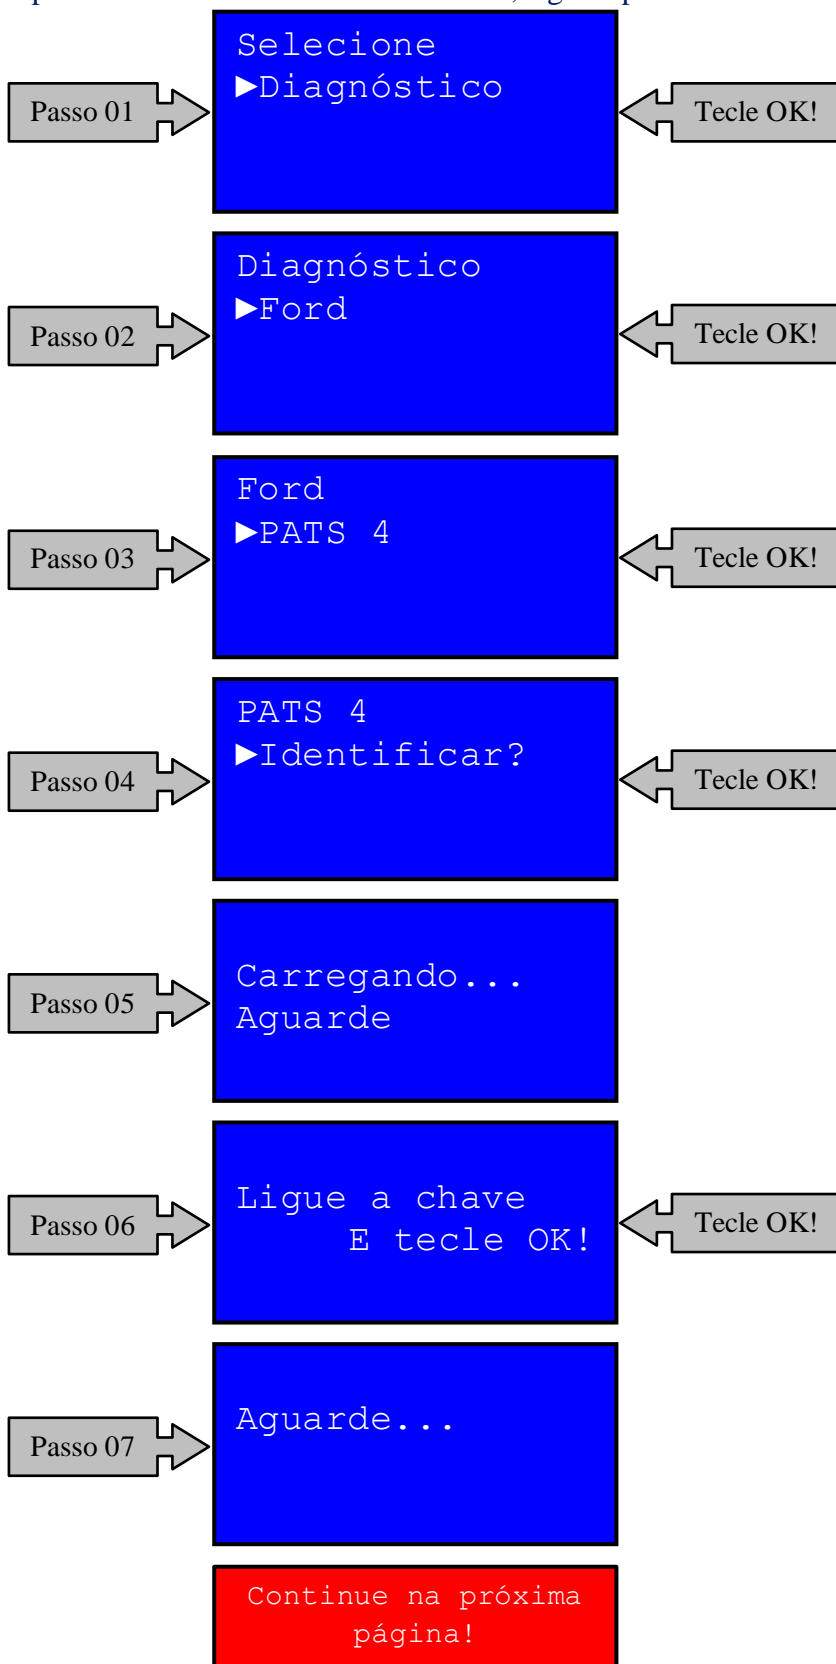 Selecione
►Diagnóstico
Passo 01
Tecle OK!
Diagnóstico
►Ford
Passo 02
Tecle OK!
Ford
►PATS 4
Passo 03
Tecle OK!
PATS 4
►Identificar?
Passo 04
Tecle OK!
Carregando...
Aguarde
Passo 05
Ligue a chave
E tecle OK!
Passo 06
Tecle OK!
Aguarde...
Passo 07
Continue na próxima
página!